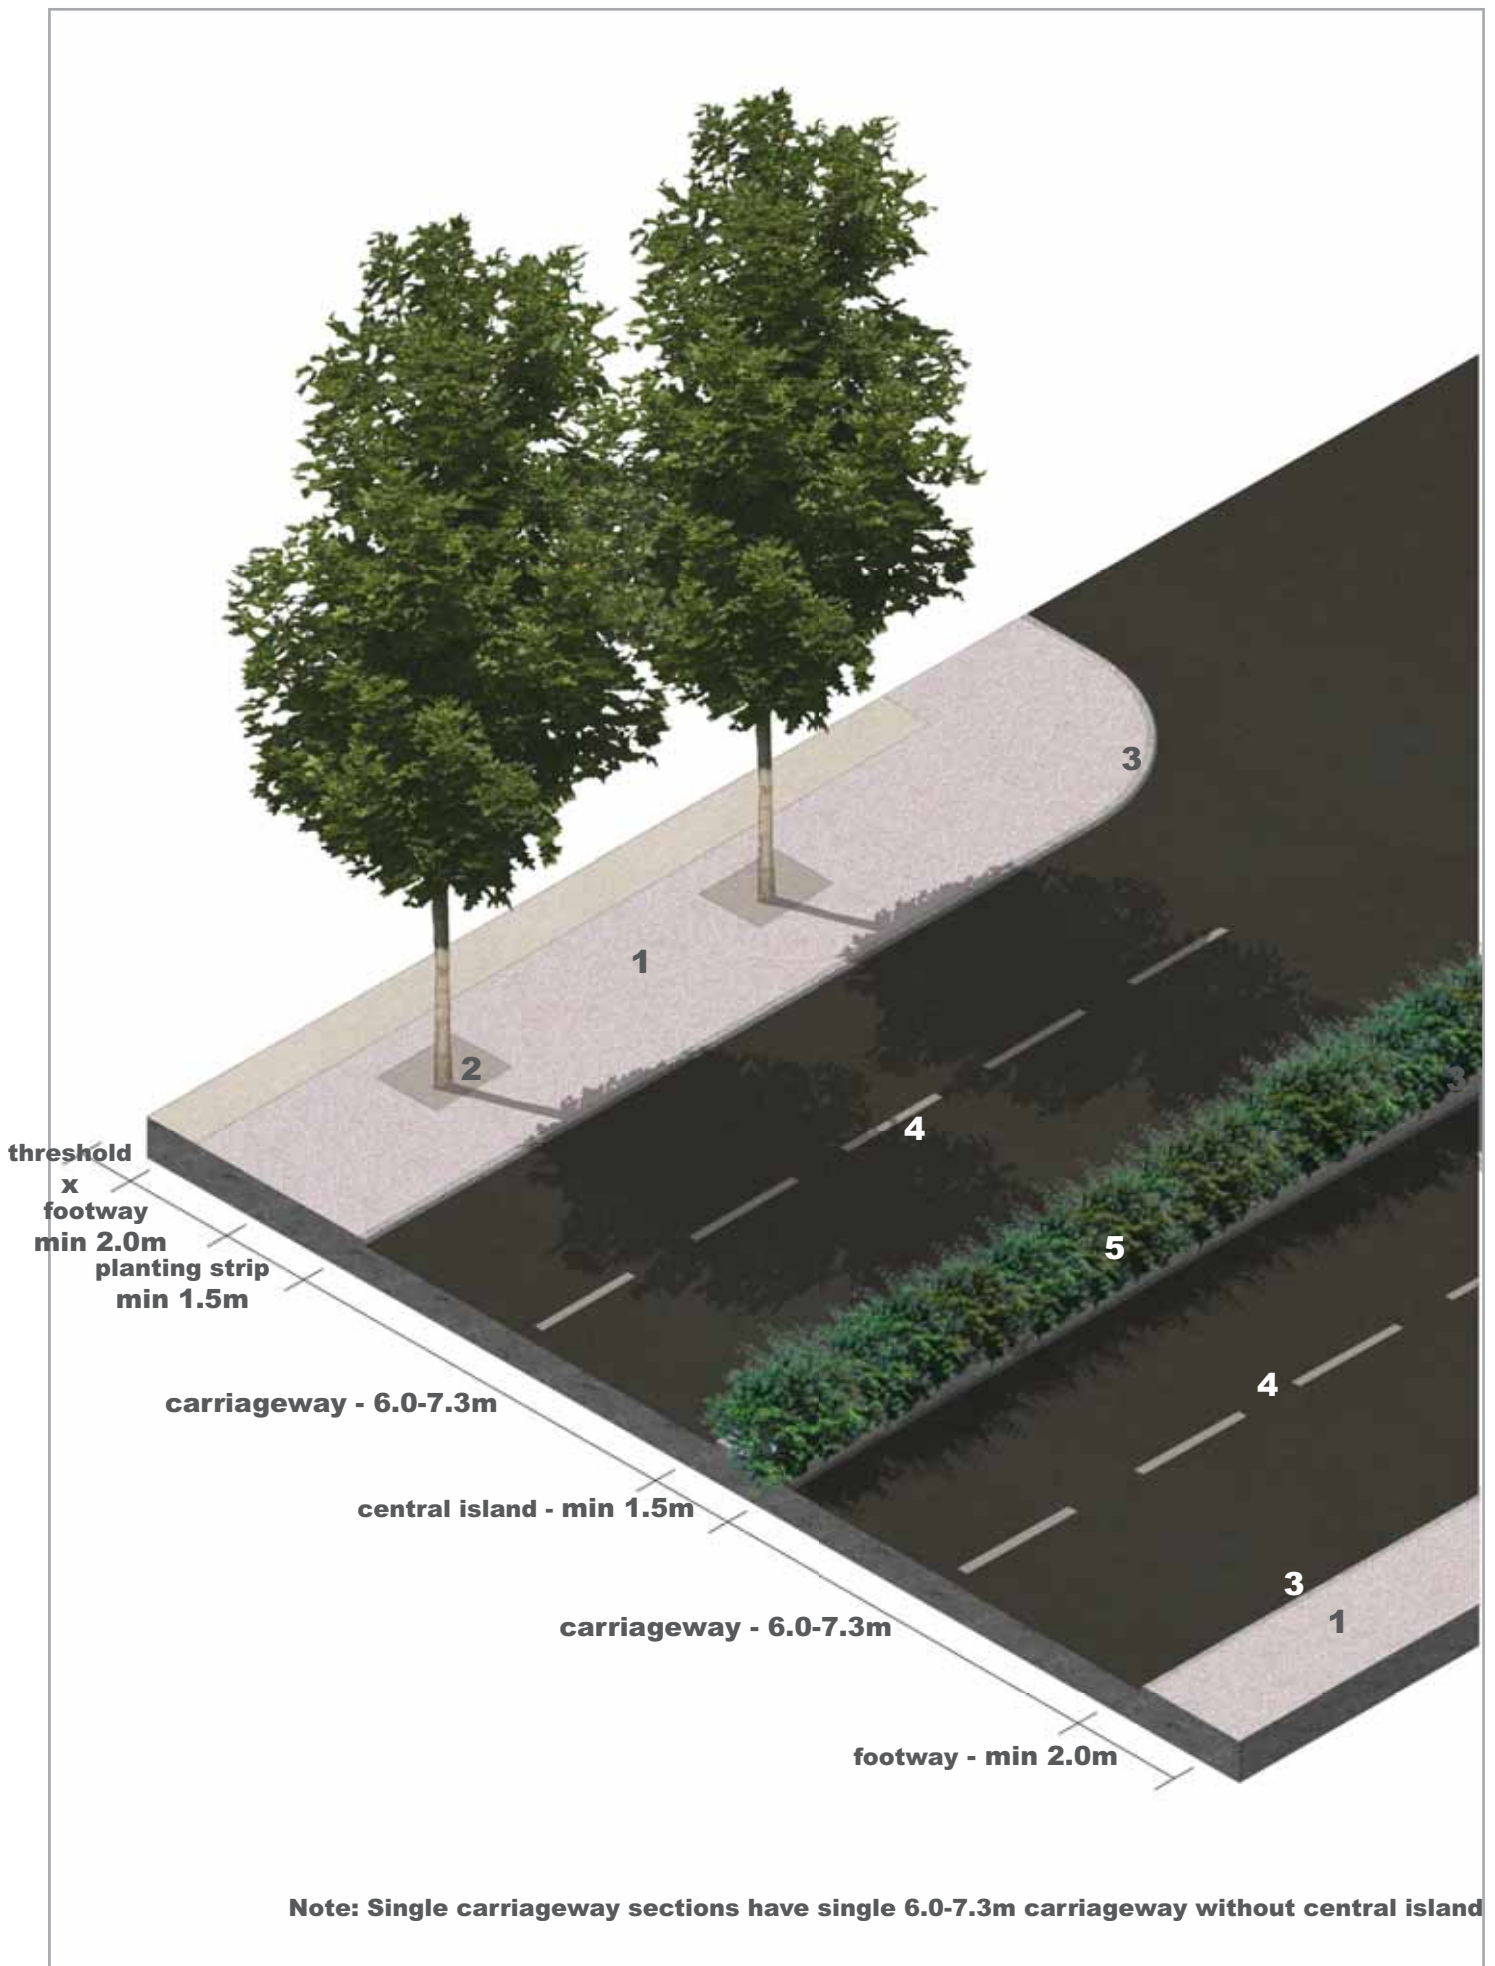 3
1
2
3
4
threshold
x
footway
min 2.0m
planting strip
min 1.5m
5
4
carriageway - 6.0-7.3m
central island - min 1.5m
3
1
carriageway - 6.0-7.3m
footway - min 2.0m
Note: Single carriageway sections have single 6.0-7.3m carriageway without central island